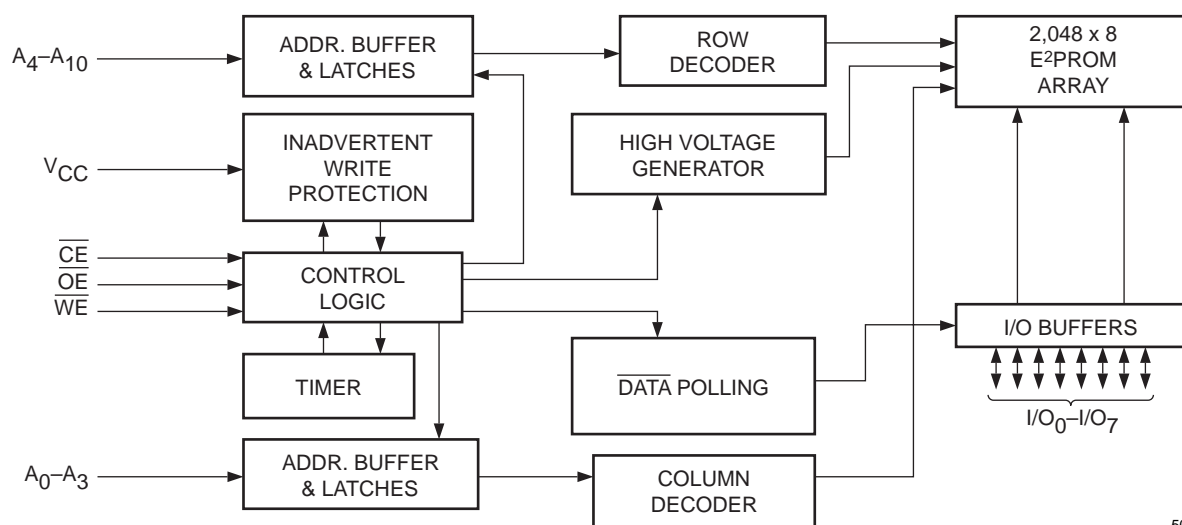 A4–A10
ADDR. BUFFER
& LATCHES
ROW
DECODER
2,048 x 8
E²PROM
ARRAY
VCC
INADVERTENT
WRITE
PROTECTION
HIGH VOLTAGE
GENERATOR
CE
OE
WE
CONTROL
LOGIC
I/O BUFFERS
TIMER
DATA POLLING
I/O0–I/O7
A0–A3
ADDR. BUFFER
& LATCHES
COLUMN
DECODER